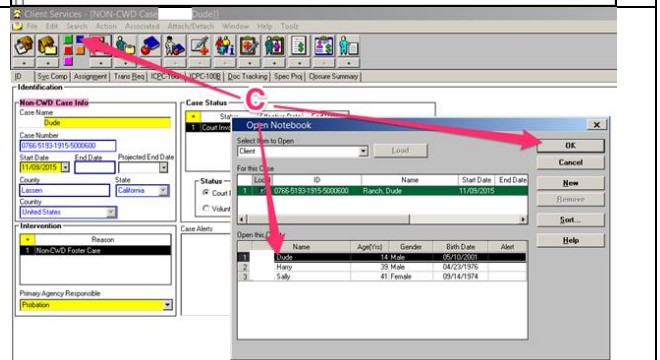 Client Services - [NON-CWD Case Dude]]
File Edit Search Action Associated Attach/Detach Window Help Tools
ID Svc Comp Assignment Trans Req ICPC-100A ICPC-100B Doc Tracking Spec Proj Closure Summary
Identification
Non-CWD Case Info
Case Name
Dude
Case Number
0766-5193-1915-5000600
Start Date End Date Projected End Date
11/09/2015
County State
Lassen California
Country
United States
Intervention
Reason
1 Non-CWD Foster Care
Primary Agency Responsible
Probation
Case Status
1 Court
Status
Court
Case Alerts
C
Open Notebook
Select Item to Open
Client
Load
For this Case
ID Name Start Date End Date
1 0766-5193-1915-5000600 Ranch, Dude 11/09/2015
Open this
Name Age(Yrs) Gender Birth Date Alert
1 Dude 14 Male 05/10/2001
2 Harry 39 Male 04/23/1976
3 Sally 41 Female 09/14/1974
OK
Cancel
New
Remove
Sort...
Help